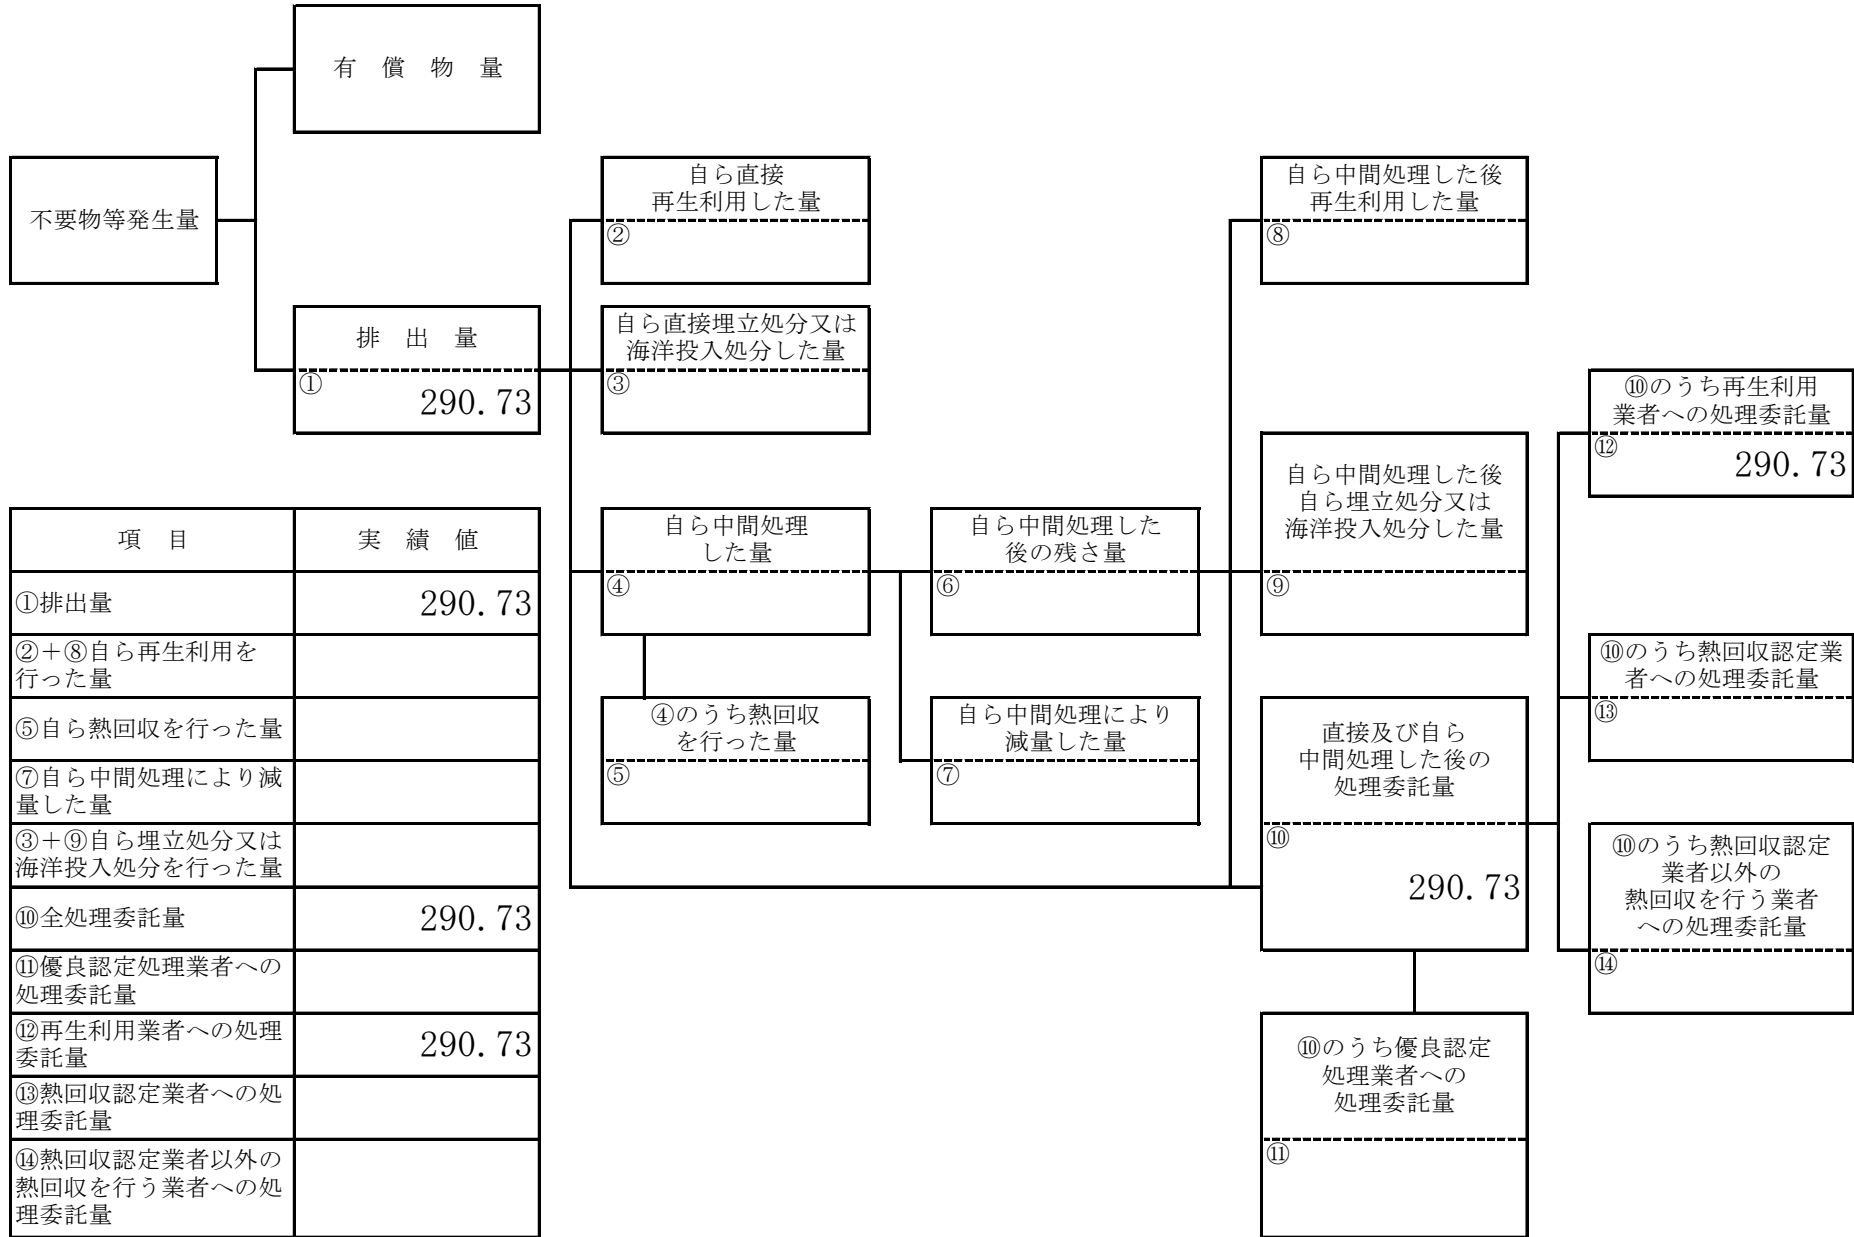 有　償　物　量
不要物等発生量
排　出　量
①
290.73
自ら直接
再生利用した量
②
自ら直接埋立処分又は
海洋投入処分した量
③
自ら中間処理
した量
④
④のうち熱回収
を行った量
⑤
自ら中間処理した
後の残さ量
⑥
自ら中間処理により
減量した量
⑦
自ら中間処理した後
再生利用した量
⑧
自ら中間処理した後
自ら埋立処分又は
海洋投入処分した量
⑨
直接及び自ら
中間処理した後の
処理委託量
⑩
290.73
⑩のうち優良認定
処理業者への
処理委託量
⑪
⑩のうち再生利用
業者への処理委託量
⑫
290.73
⑩のうち熱回収認定業
者への処理委託量
⑬
⑩のうち熱回収認定
業者以外の
熱回収を行う業者
への処理委託量
⑭
項　目　実　績　値
①排出量　290.73
②＋⑧自ら再生利用を
行った量
⑤自ら熱回収を行った量
⑦自ら中間処理により減
量した量
③＋⑨自ら埋立処分又は
海洋投入処分を行った量
⑩全処理委託量　290.73
⑪優良認定処理業者への
処理委託量
⑫再生利用業者への処理
委託量　290.73
⑬熱回収認定業者への処
理委託量
⑭熱回収認定業者以外の
熱回収を行う業者への処
理委託量